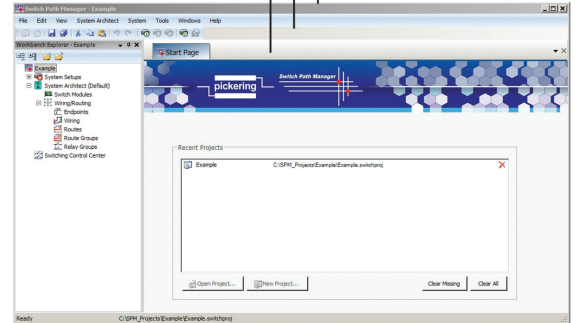 Switch Path Manager - Example
File Edit View System Architect System Tools Windows Help
Workbench Explorer - Example
Example
System Setups
System Architect (Default)
Switch Modules
Wiring/Routing
Endpoints
Wiring
Routes
Route Groups
Relay Groups
Switching Control Center
Start Page
pickering
Switch Path Manager
Recent Projects
Example C:\SPM_Projects\Example\Example.switchproj
Open Project... New Project... Clear Missing Clear All
Ready C:\SPM_Projects\Example\Example.switchproj